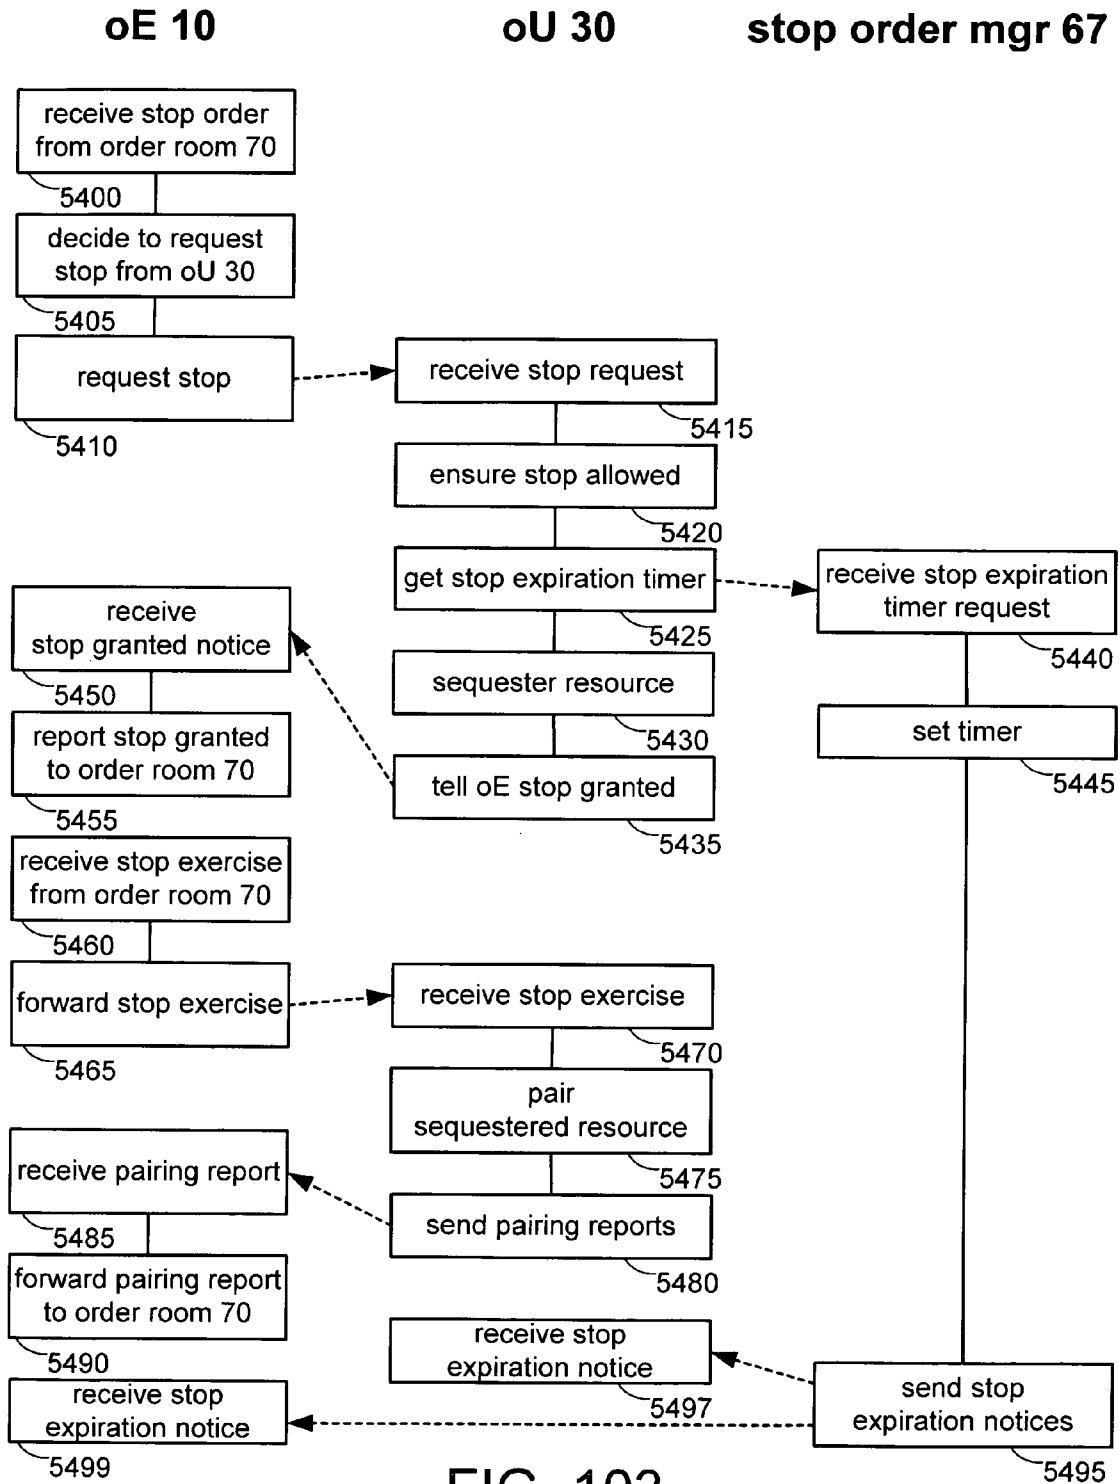 oE 10
oU 30
stop order mgr 67
receive stop order
from order room 70
5400
decide to request
stop from oU 30
5405
request stop
5410
receive stop request
5415
ensure stop allowed
5420
get stop expiration timer
5425
receive stop expiration
timer request
5440
receive
stop granted notice
5450
sequester resource
5430
set timer
5445
report stop granted
to order room 70
5455
tell oE stop granted
5435
receive stop exercise
from order room 70
5460
forward stop exercise
5465
receive stop exercise
5470
pair
sequestered resource
5475
receive pairing report
5485
send pairing reports
5480
forward pairing report
to order room 70
5490
receive stop
expiration notice
5497
send stop
expiration notices
5495
receive stop
expiration notice
5499